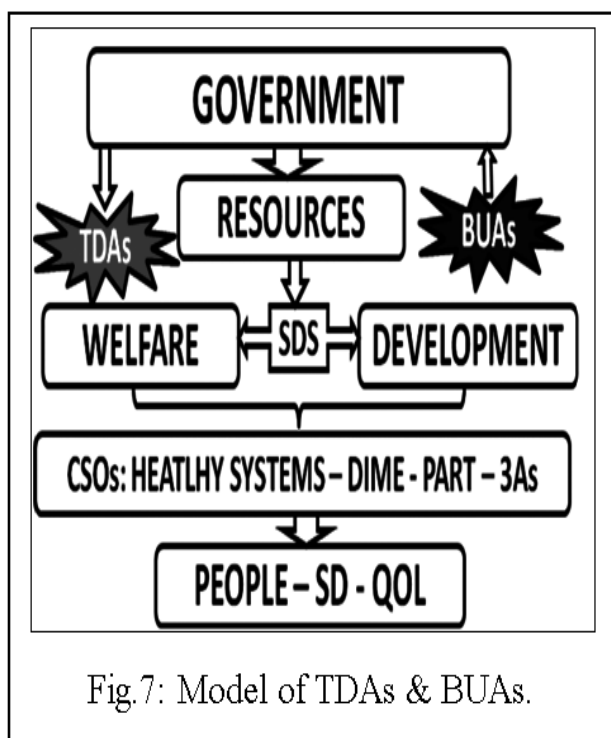 GOVERNMENT
TDAs
RESOURCES
BUAs
WELFARE
SDS
DEVELOPMENT
CSOs: HEATLHY SYSTEMS – DIME - PART – 3As
PEOPLE – SD - QOL
Fig.7: Model of TDAs & BUAs.